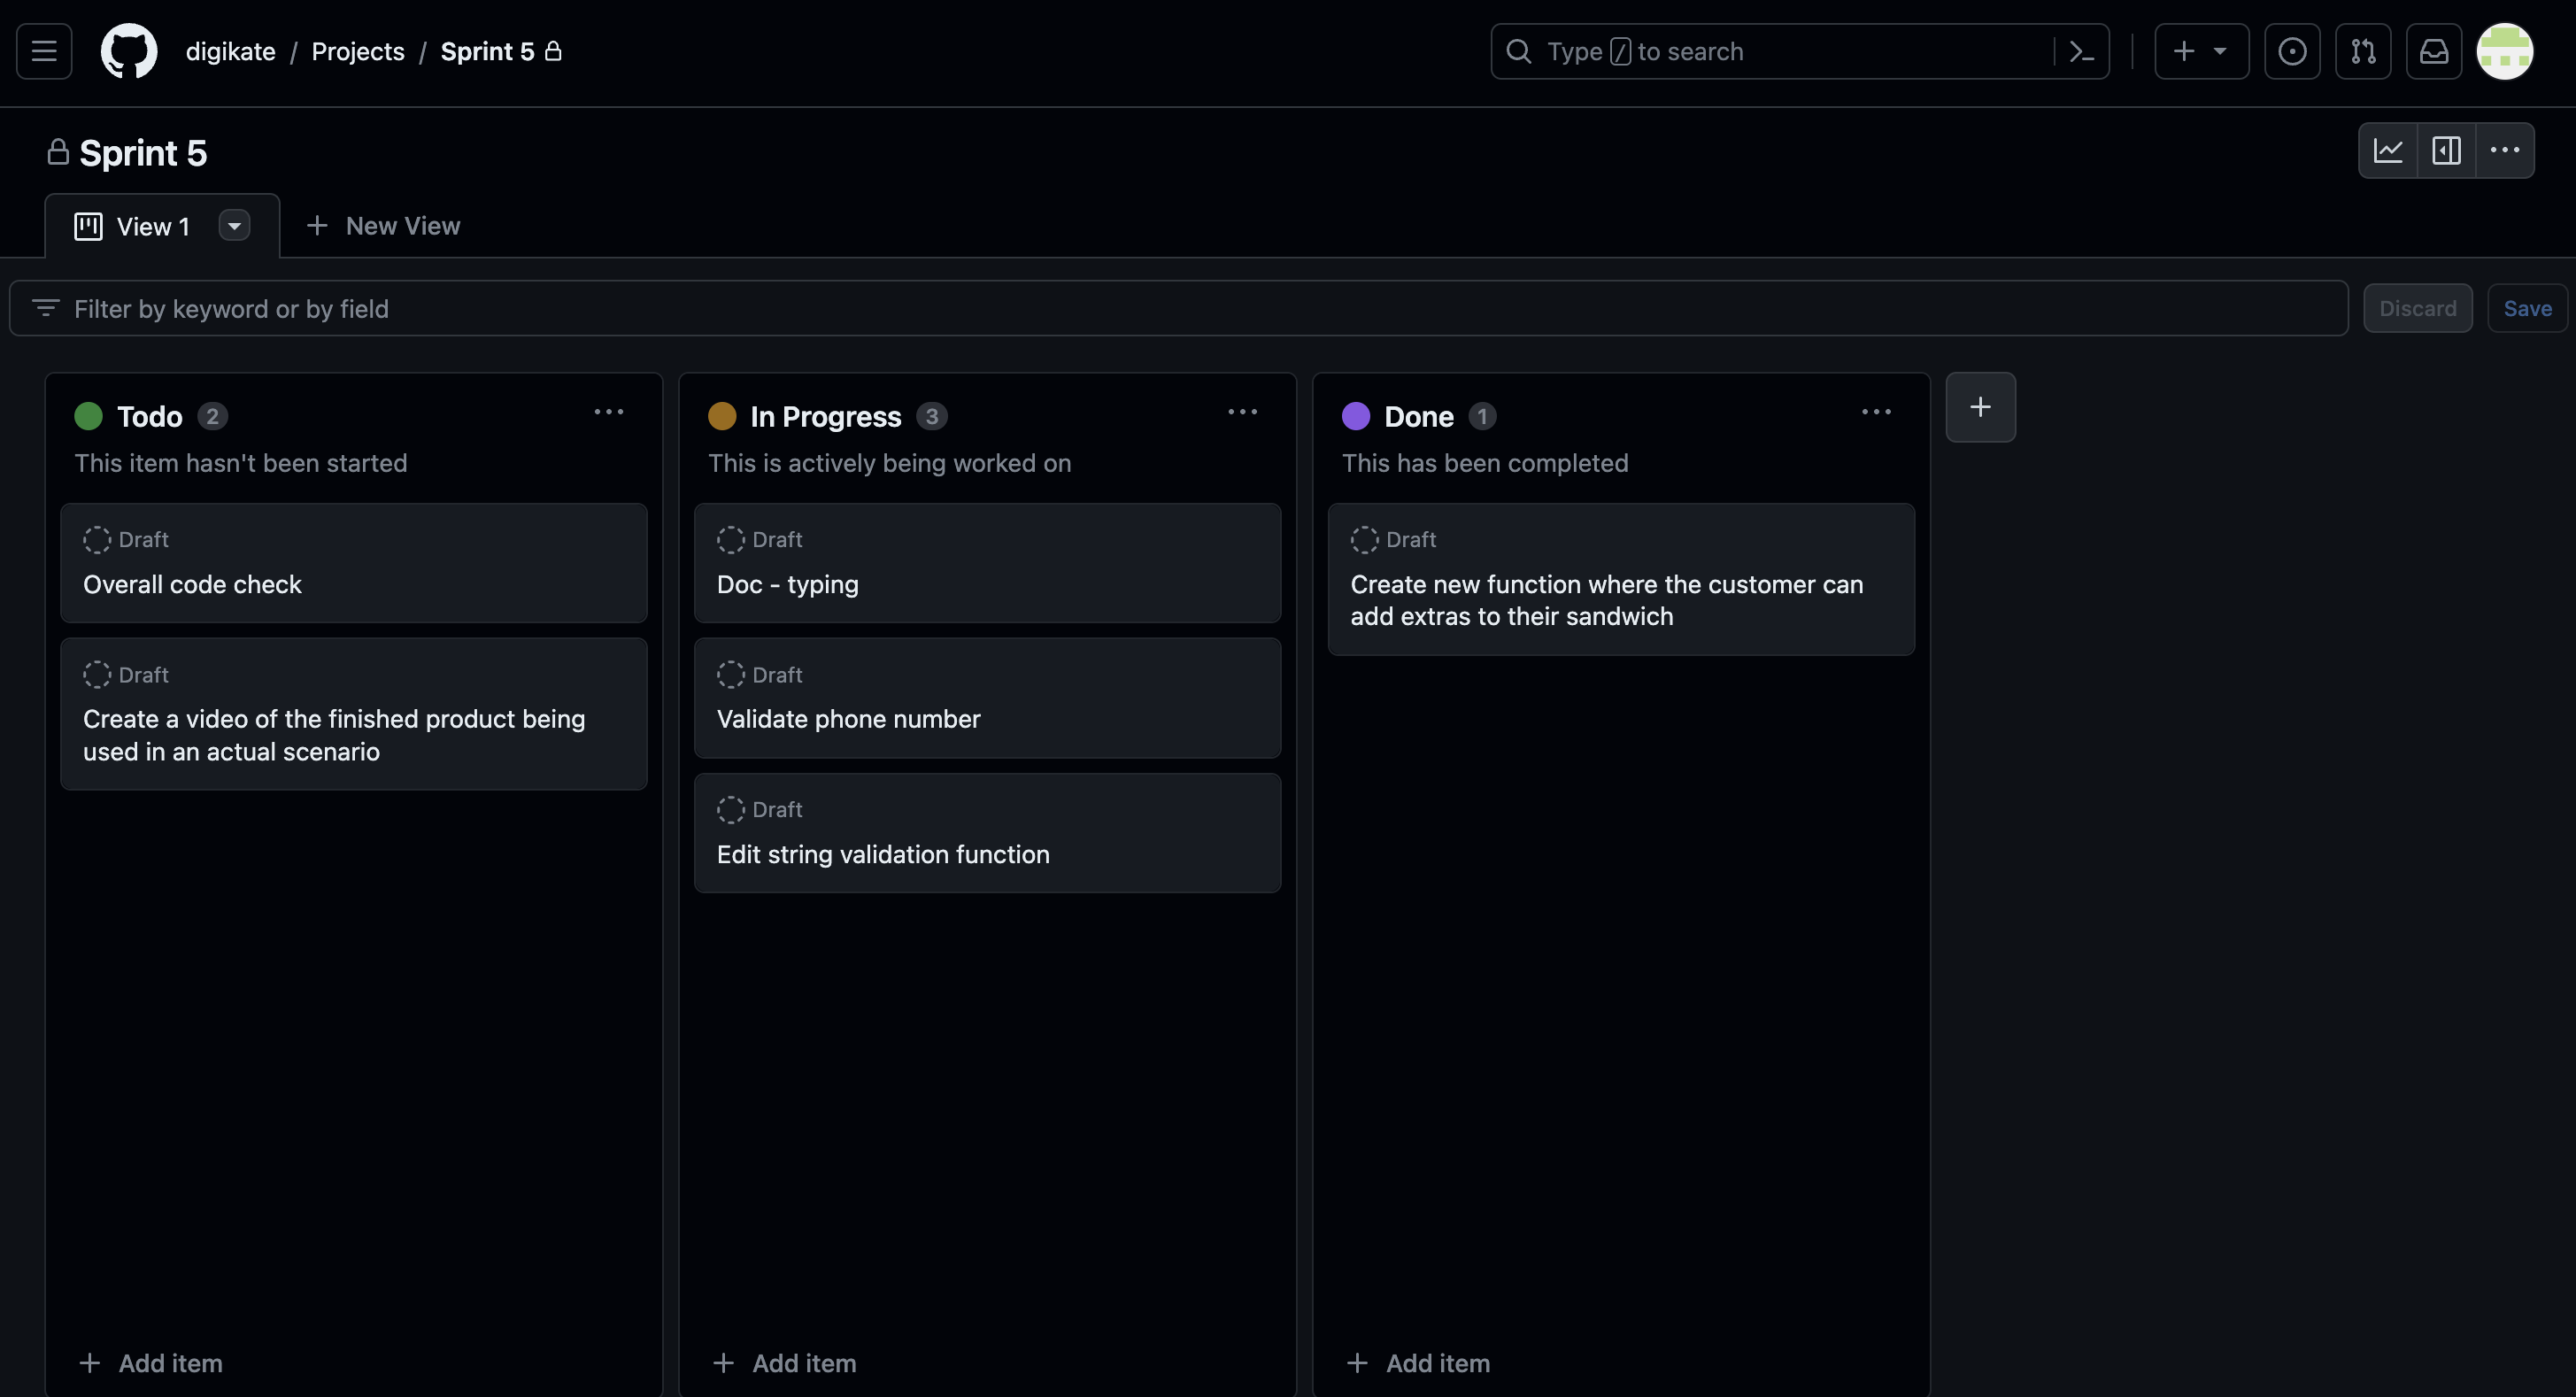 digikate / Projects / Sprint 5
Type / to search
Sprint 5
View 1
New View
Filter by keyword or by field
Discard
Save
Todo 2
This item hasn't been started
Draft
Overall code check
Draft
Create a video of the finished product being
used in an actual scenario
Add item
In Progress 3
This is actively being worked on
Draft
Doc - typing
Draft
Validate phone number
Draft
Edit string validation function
Add item
Done 1
This has been completed
Draft
Create new function where the customer can
add extras to their sandwich
Add item